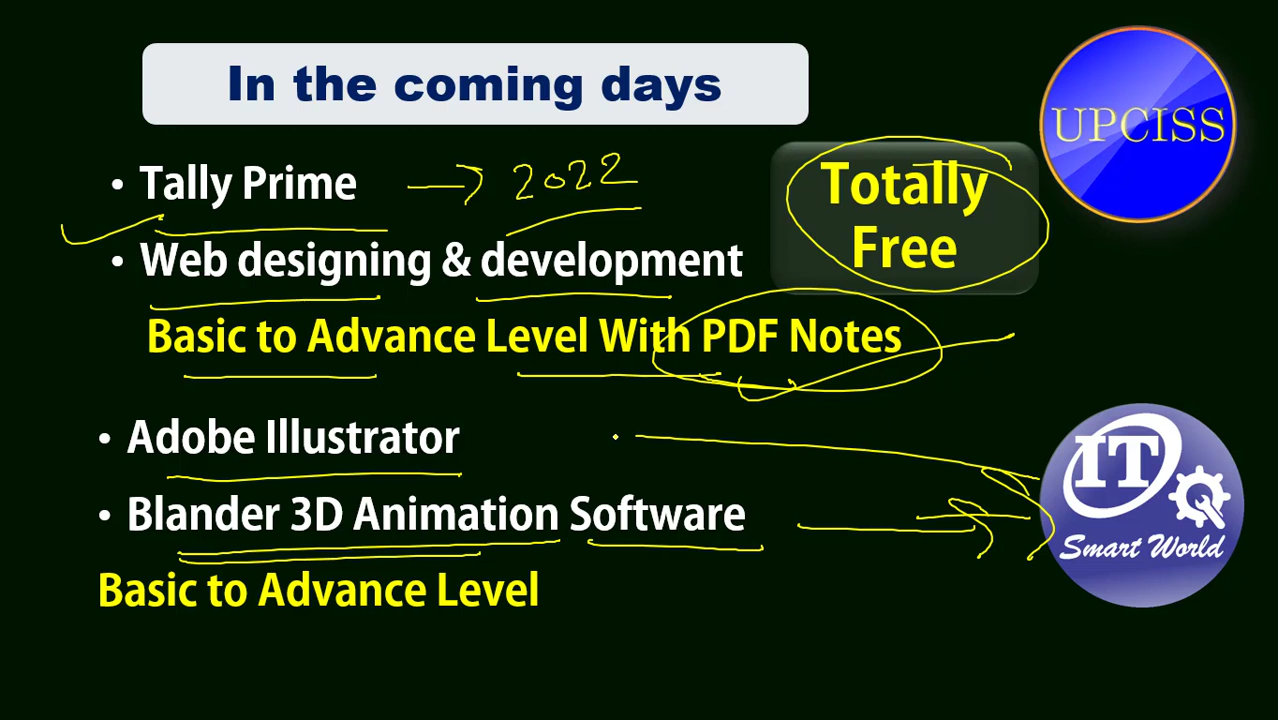 In the coming days
UPCISS
• Tally Prime → 2022
Totally
Free
• Web designing & development
Basic to Advance Level With PDF Notes
• Adobe Illustrator
• Blander 3D Animation Software
IT
Smart World
Basic to Advance Level